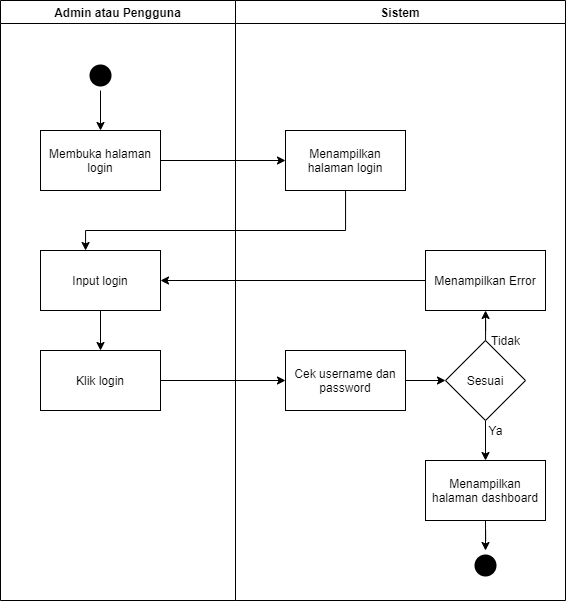 Admin atau Pengguna
Sistem
Membuka halaman
login
Menampilkan
halaman login
Input login
Menampilkan Error
Tidak
Klik login
Cek username dan
password
Sesuai
Ya
Menampilkan
halaman dashboard